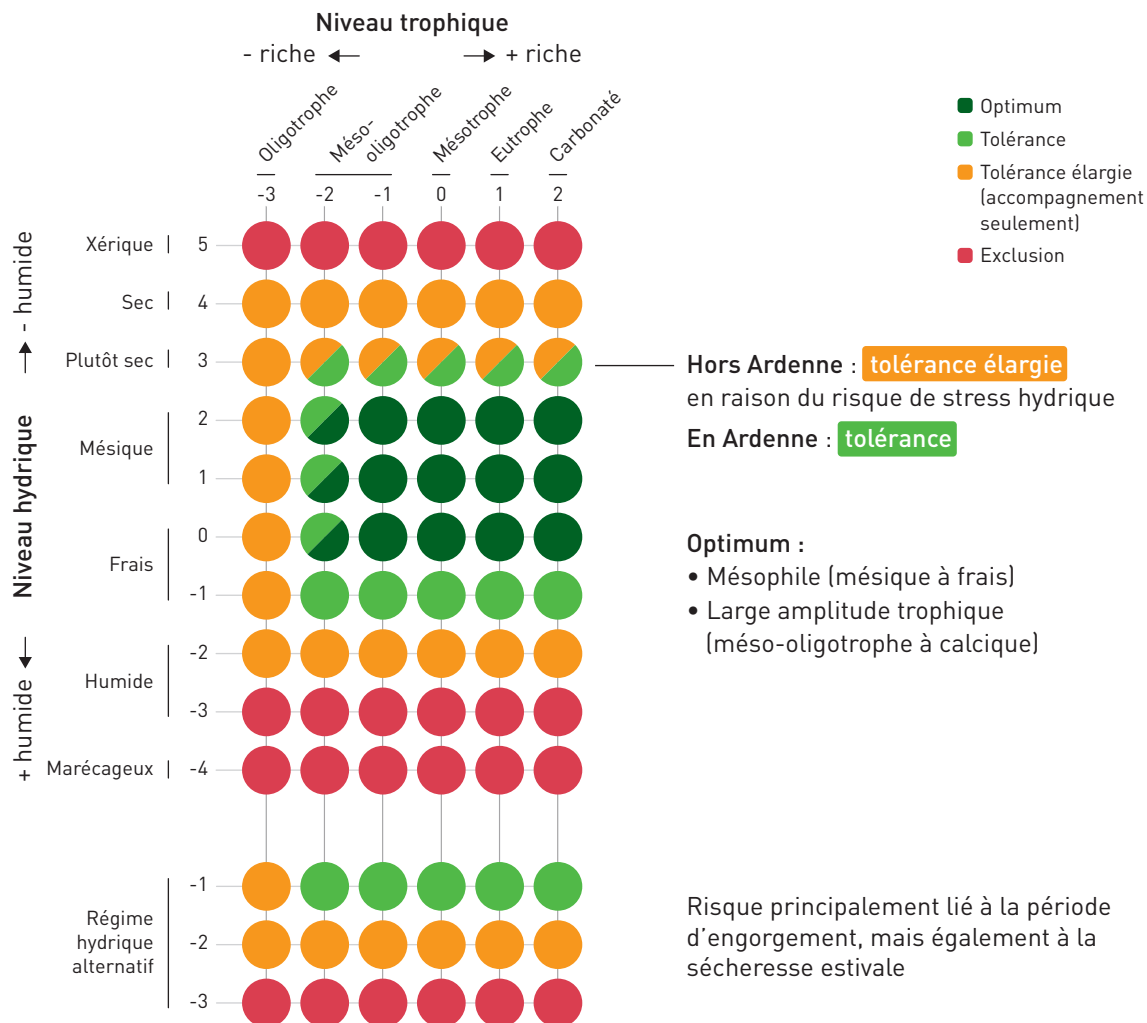 Niveau trophique
- riche ← → + riche
Oligotrophe
Méso-
oligotrophe
Mésotrophe
Eutrophe
Carbonaté
-3 -2 -1 0 1 2
Optimum
Tolérance
Tolérance élargie
(accompagnement
seulement)
Exclusion
Niveau hydrique
→ - humide
+ humide ←
Xérique 5
Sec 4
Plutôt sec 3
Mésique
2
1
Frais
0
-1
Humide
-2
-3
Marécageux -4
Régime
hydrique
alternatif
-1
-2
-3
Hors Ardenne : tolérance élargie
en raison du risque de stress hydrique
En Ardenne : tolérance
Optimum :
• Mésophile (mésique à frais)
• Large amplitude trophique
(méso-oligotrophe à calcique)
Risque principalement lié à la période
d'engorgement, mais également à la
sécheresse estivale